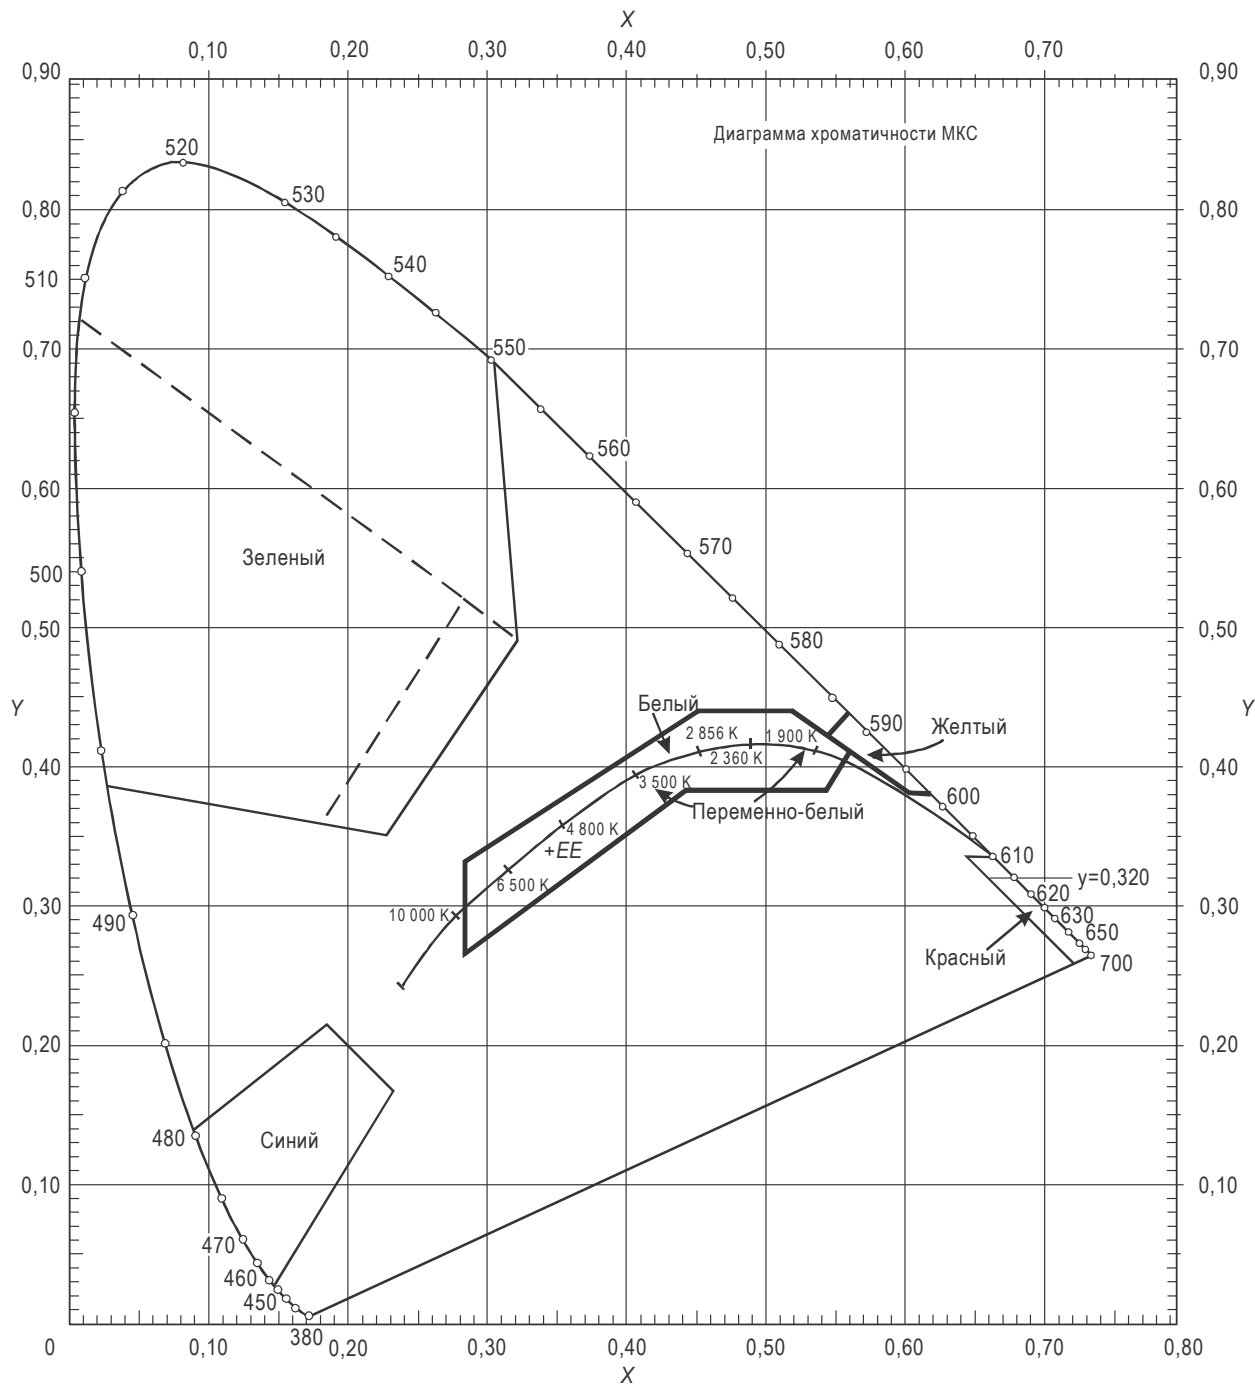 X
0,10 0,20 0,30 0,40 0,50 0,60 0,70
0,90 0,90
Диаграмма хроматичности МКС
520
530
0,80 0,80
540
510
550
0,70 0,70
560
0,60 0,60
570
Зеленый
500
0,50 0,50
580
Белый
Y Y
590 Желтый
2 856 K 1 900 K
2 360 K
0,40 0,40
3 500 K
600
Переменно-белый
4 800 K
+EE
610
6 500 K
y=0,320
620
0,30 0,30
10 000 K
630
490
650
Красный
700
0,20 0,20
480
Синий
0,10 0,10
470
460
450
380
0 0,10 0,20 0,30 0,40 0,50 0,60 0,70 0,80
X